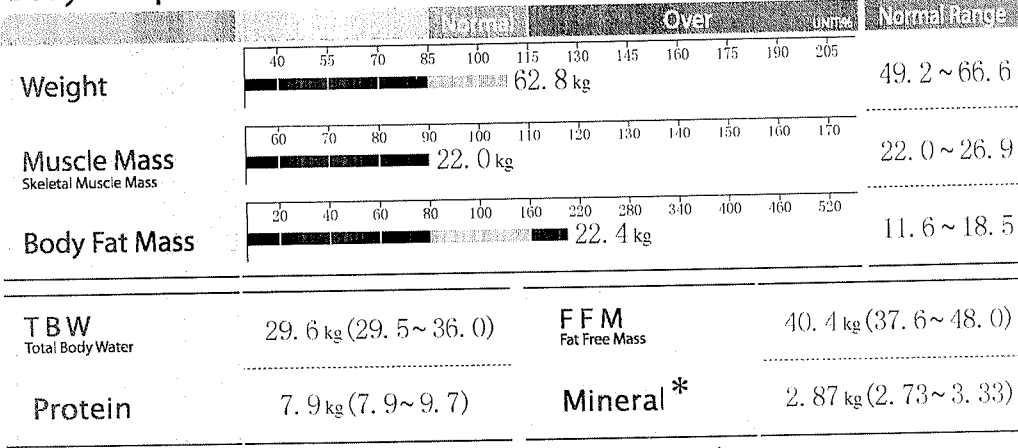 Normal Over UNIT:% Normal Range
40 55 70 85 100 115 130 145 160 175 190 205
Weight 62.8 kg 49.2~66.6
60 70 80 90 100 110 120 130 140 150 160 170
Muscle Mass 22.0 kg 22.0~26.9
Skeletal Muscle Mass
20 40 60 80 100 160 220 280 340 400 460 520
Body Fat Mass 22.4 kg 11.6~18.5
TBW 29.6 kg (29.5~36.0) FFM 40.4 kg (37.6~48.0)
Total Body Water Fat Free Mass
Protein 7.9 kg (7.9~9.7) Mineral* 2.87 kg (2.73~3.33)